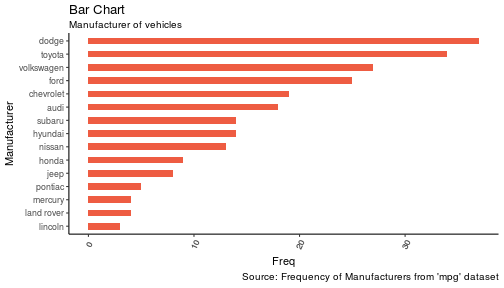 Bar Chart
Manufacturer of vehicles
dodge
toyota
volkswagen
ford
chevrolet
audi
subaru
hyundai
nissan
honda
jeep
pontiac
mercury
land rover
lincoln
Manufacturer
0 10 20 30
Freq
Source: Frequency of Manufacturers from 'mpg' dataset